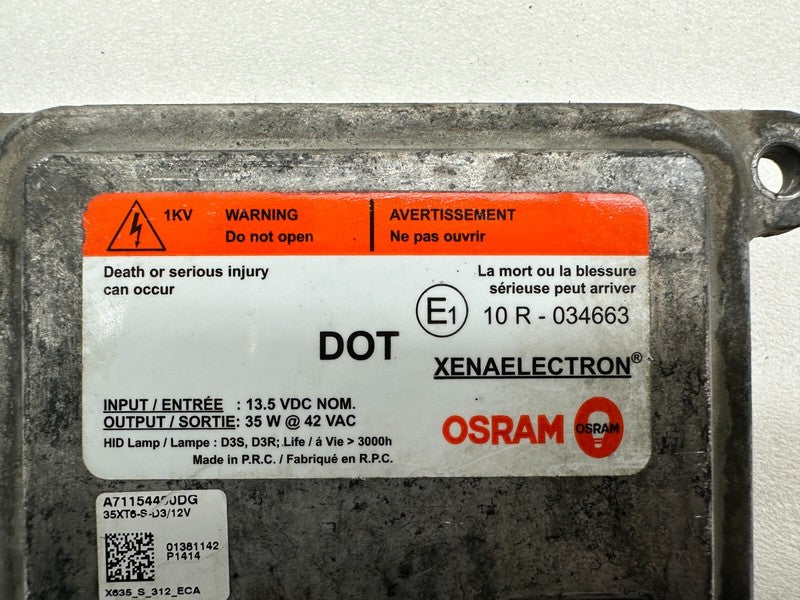 1KV WARNING AVERTISSEMENT
Do not open Ne pas ouvrir
Death or serious injury
can occur
La mort ou la blessure
sérieuse peut arriver
E1 10 R - 034663
DOT
XENAELECTRON®
INPUT / ENTRÉE : 13.5 VDC NOM.
OUTPUT / SORTIE: 35 W @ 42 VAC
HID Lamp / Lampe : D3S, D3R; Life / á Vie > 3000h
Made in P.R.C. / Fabriqué en R.P.C.
OSRAM OSRAM
35XT6-S-D3/12V
01381142
P1414
X635_S_312_ECA